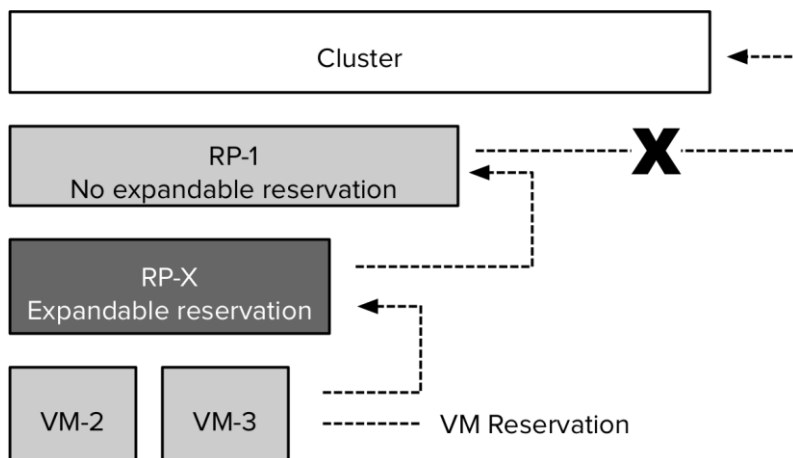 Cluster
RP-1
No expandable reservation
X
RP-X
Expandable reservation
VM-2
VM-3
VM Reservation